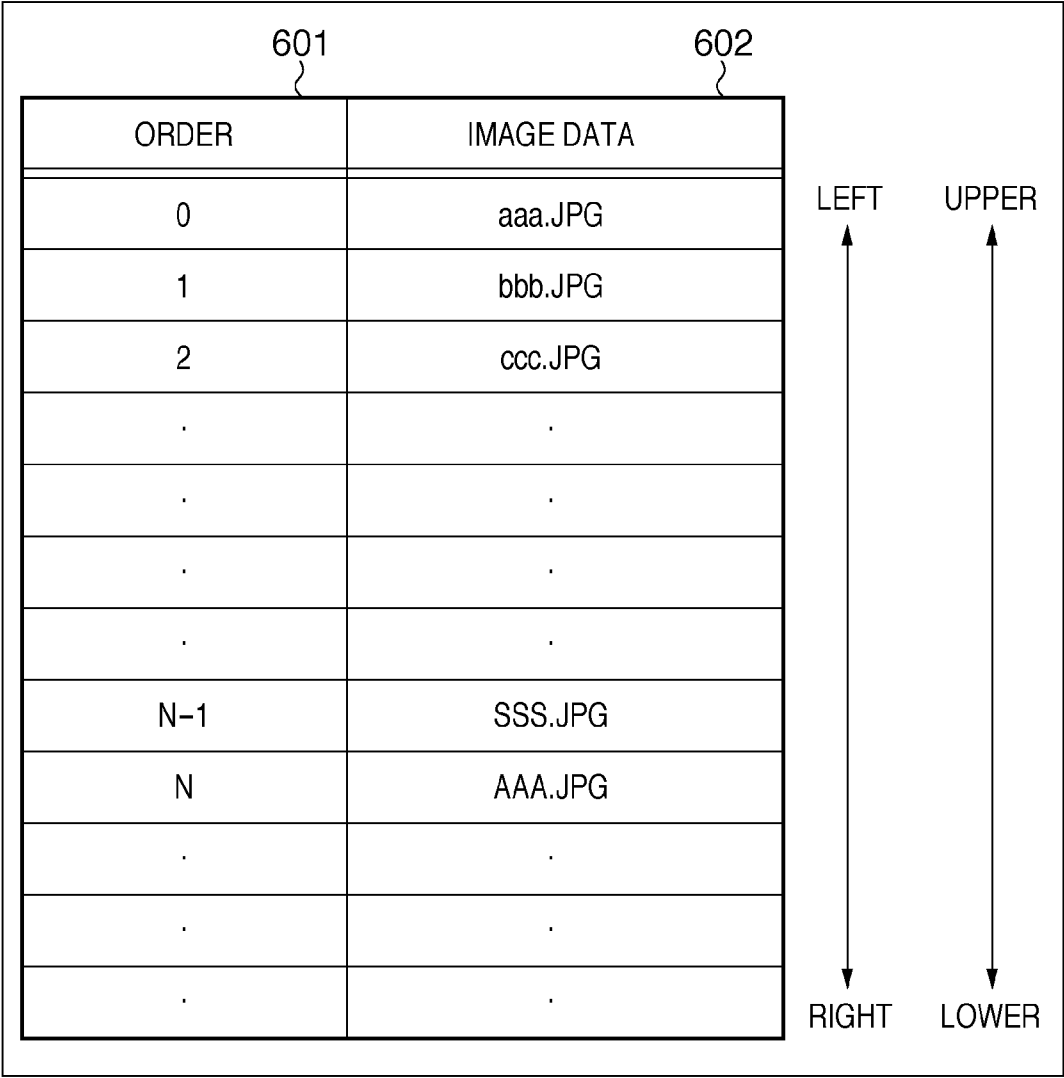 601 602
ORDER IMAGE DATA
0 aaa.JPG LEFT UPPER
1 bbb.JPG
2 ccc.JPG
· ·
· ·
· ·
· ·
N-1 SSS.JPG
N AAA.JPG
· ·
· ·
· · RIGHT LOWER